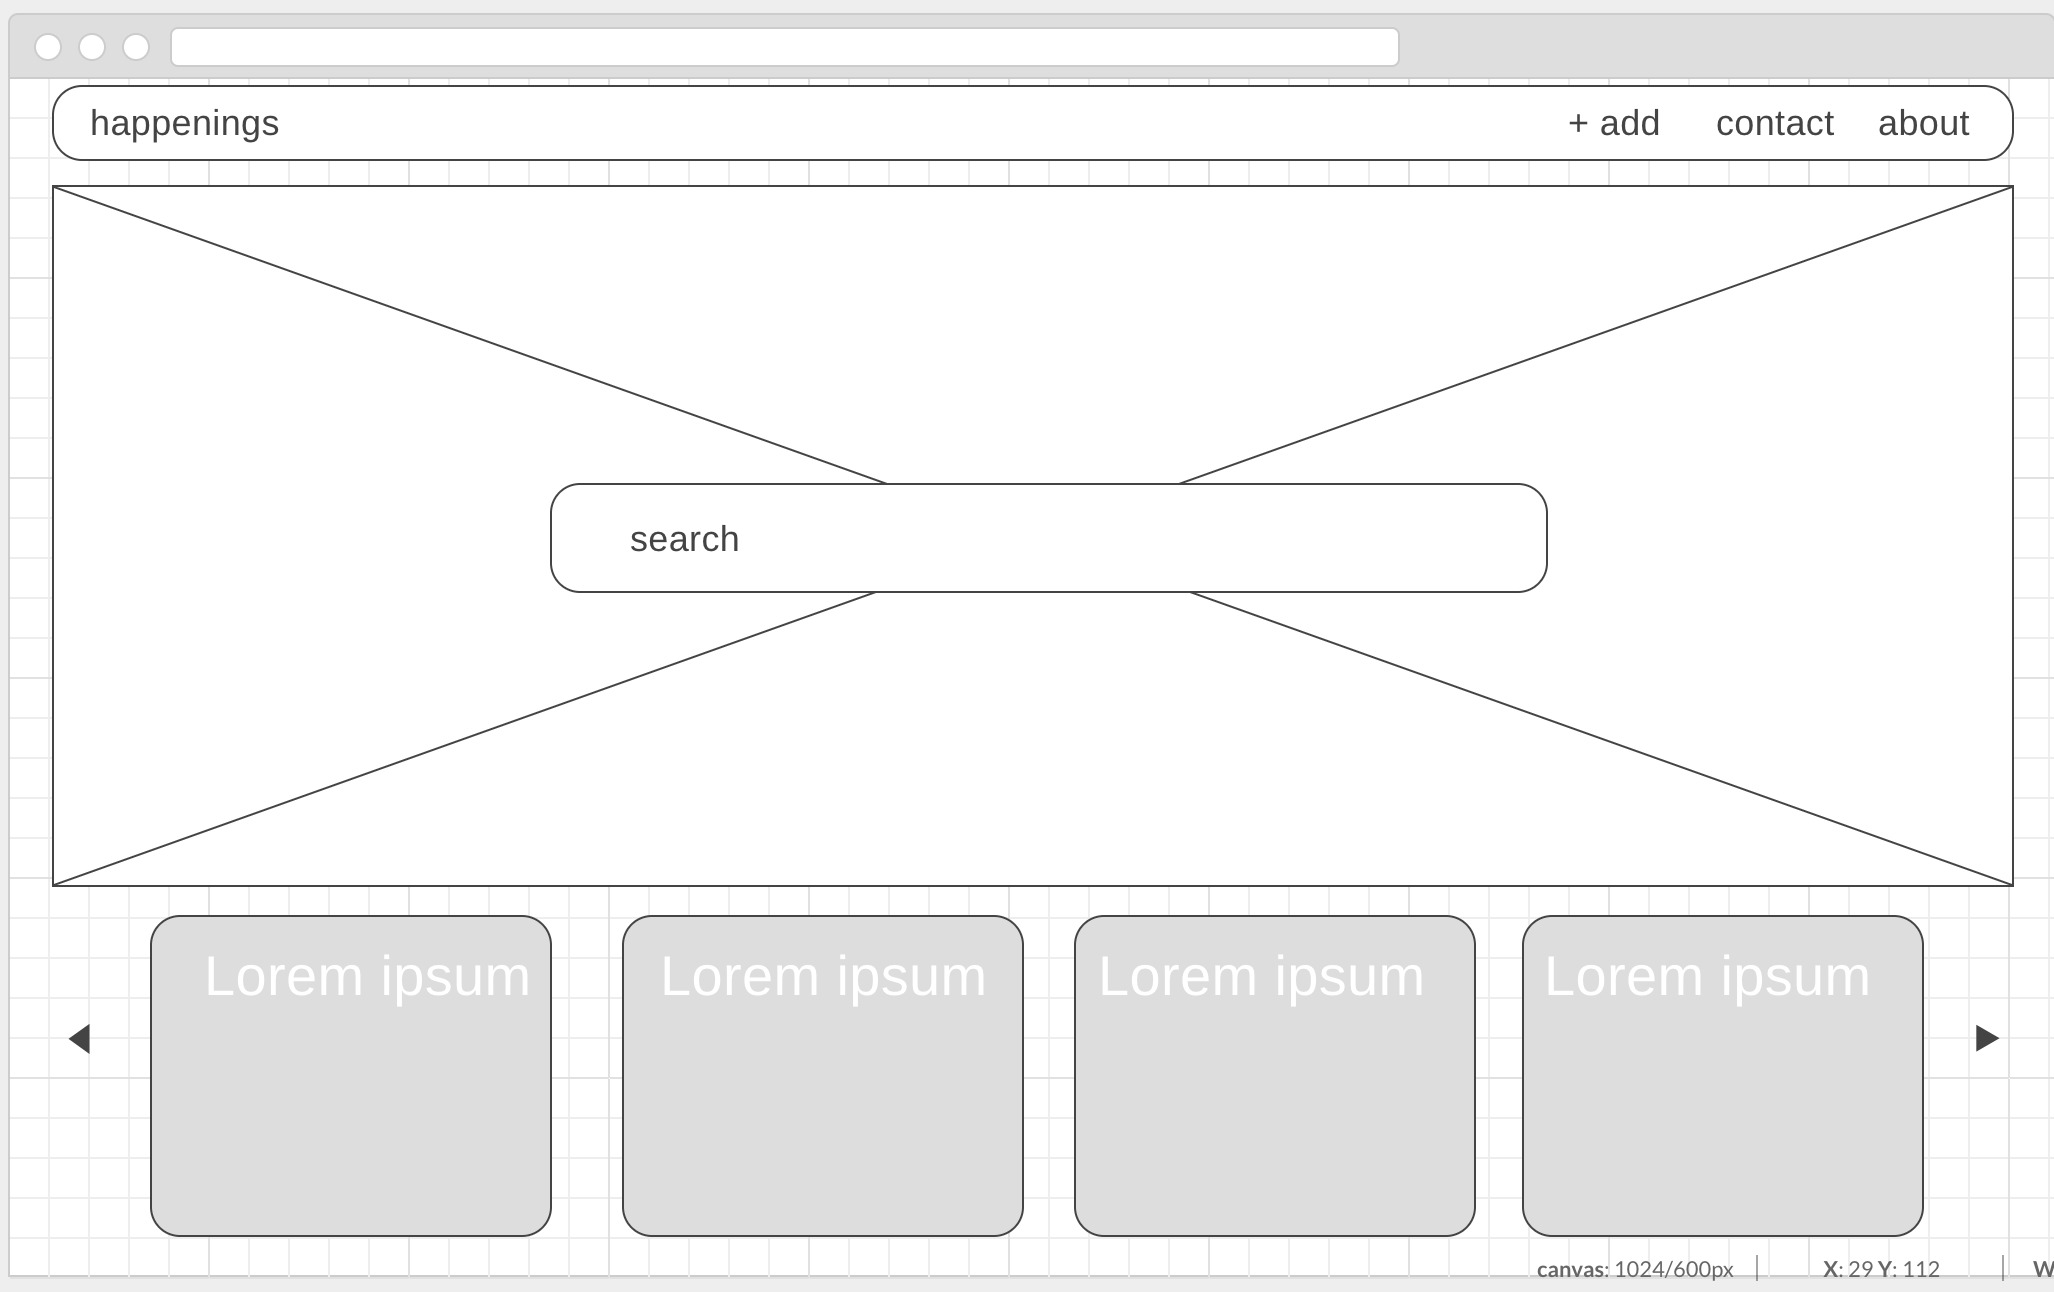 happenings + add contact about
search
Lorem ipsum Lorem ipsum Lorem ipsum Lorem ipsum
canvas: 1024/600px | X: 29 Y: 112 |